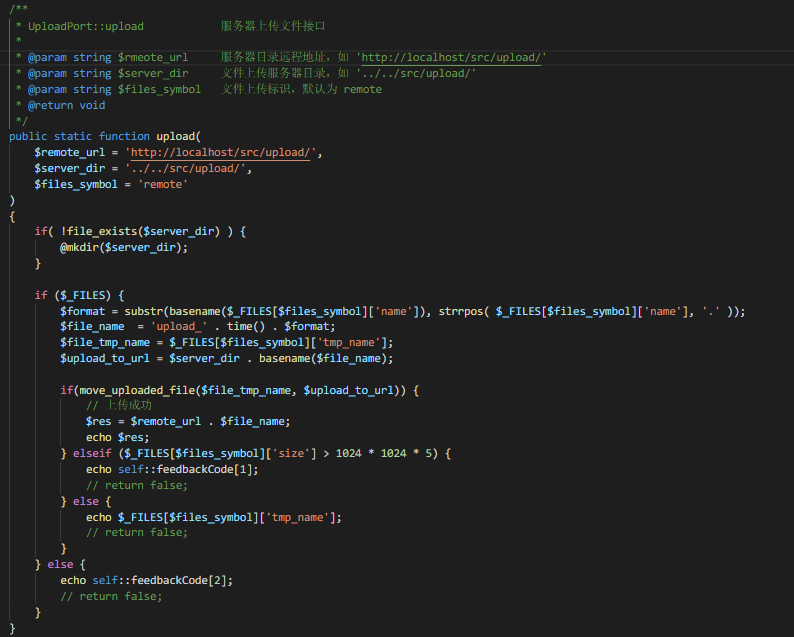 /**
 * UploadPort::upload 服务器上传文件接口
 *
 * @param string $rmeote_url 服务器目录远程地址，如 'http://localhost/src/upload/'
 * @param string $server_dir 文件上传服务器目录，如 '../../src/upload/'
 * @param string $files_symbol 文件上传标识，默认为 remote
 * @return void
 */
public static function upload(
    $remote_url = 'http://localhost/src/upload/',
    $server_dir = '../../src/upload/',
    $files_symbol = 'remote'
)
{
    if( !file_exists($server_dir) ) {
        @mkdir($server_dir);
    }

    if ($_FILES) {
        $format = substr(basename($_FILES[$files_symbol]['name']), strrpos( $_FILES[$files_symbol]['name'], '.' ));
        $file_name  = 'upload_' . time() . $format;
        $file_tmp_name = $_FILES[$files_symbol]['tmp_name'];
        $upload_to_url = $server_dir . basename($file_name);

        if(move_uploaded_file($file_tmp_name, $upload_to_url)) {
            // 上传成功
            $res = $remote_url . $file_name;
            echo $res;
        } elseif ($_FILES[$files_symbol]['size'] > 1024 * 1024 * 5) {
            echo self::feedbackCode[1];
            // return false;
        } else {
            echo $_FILES[$files_symbol]['tmp_name'];
            // return false;
        }
    } else {
        echo self::feedbackCode[2];
        // return false;
    }
}